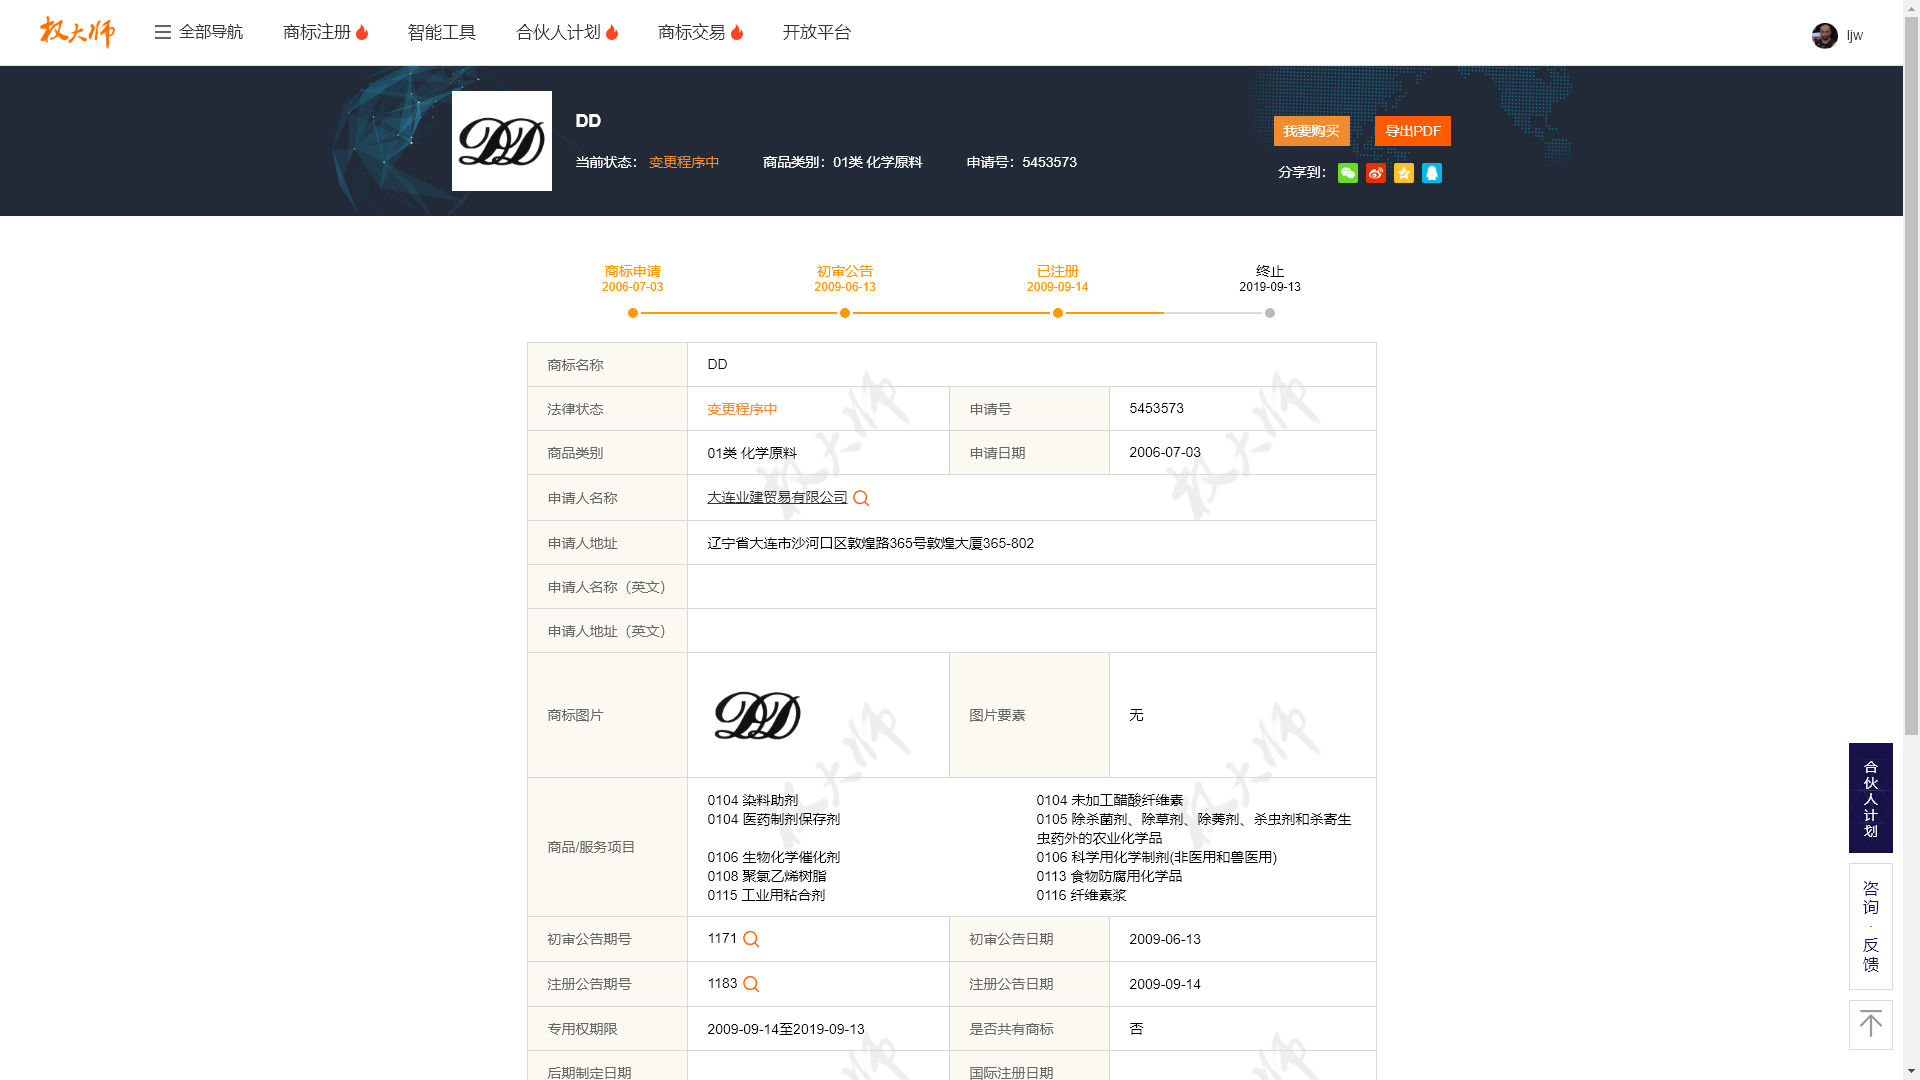 权大师
全部导航
商标注册
智能工具
合伙人计划
商标交易
开放平台
ljw
DD
DD
当前状态： 变更程序中
商品类别：01类 化学原料
申请号：5453573
我要购买
导出PDF
分享到：
商标申请
2006-07-03
初审公告
2009-06-13
已注册
2009-09-14
终止
2019-09-13
商标名称 DD
法律状态 变更程序中 申请号 5453573
商品类别 01类 化学原料 申请日期 2006-07-03
申请人名称 大连业建贸易有限公司
申请人地址 辽宁省大连市沙河口区敦煌路365号敦煌大厦365-802
申请人名称（英文）
申请人地址（英文）
商标图片 DD 图片要素 无
商品/服务项目
0104 染料助剂
0104 医药制剂保存剂
0106 生物化学催化剂
0108 聚氯乙烯树脂
0115 工业用粘合剂
0104 未加工醋酸纤维素
0105 除杀菌剂、除草剂、除莠剂、杀虫剂和杀寄生
虫药外的农业化学品
0106 科学用化学制剂(非医用和兽医用)
0113 食物防腐用化学品
0116 纤维素浆
初审公告期号 1171 初审公告日期 2009-06-13
注册公告期号 1183 注册公告日期 2009-09-14
专用权期限 2009-09-14至2019-09-13 是否共有商标 否
后期制定日期 国际注册日期
权大师
权大师
权大师
权大师
合伙人计划
咨询·反馈